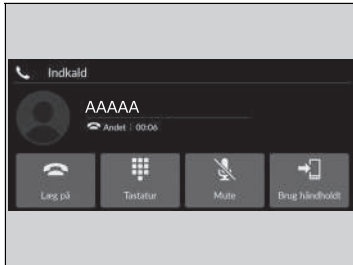 Indkald
AAAAA
Andet | 00:06
Læg på
Tastatur
Mute
Brug håndholdt